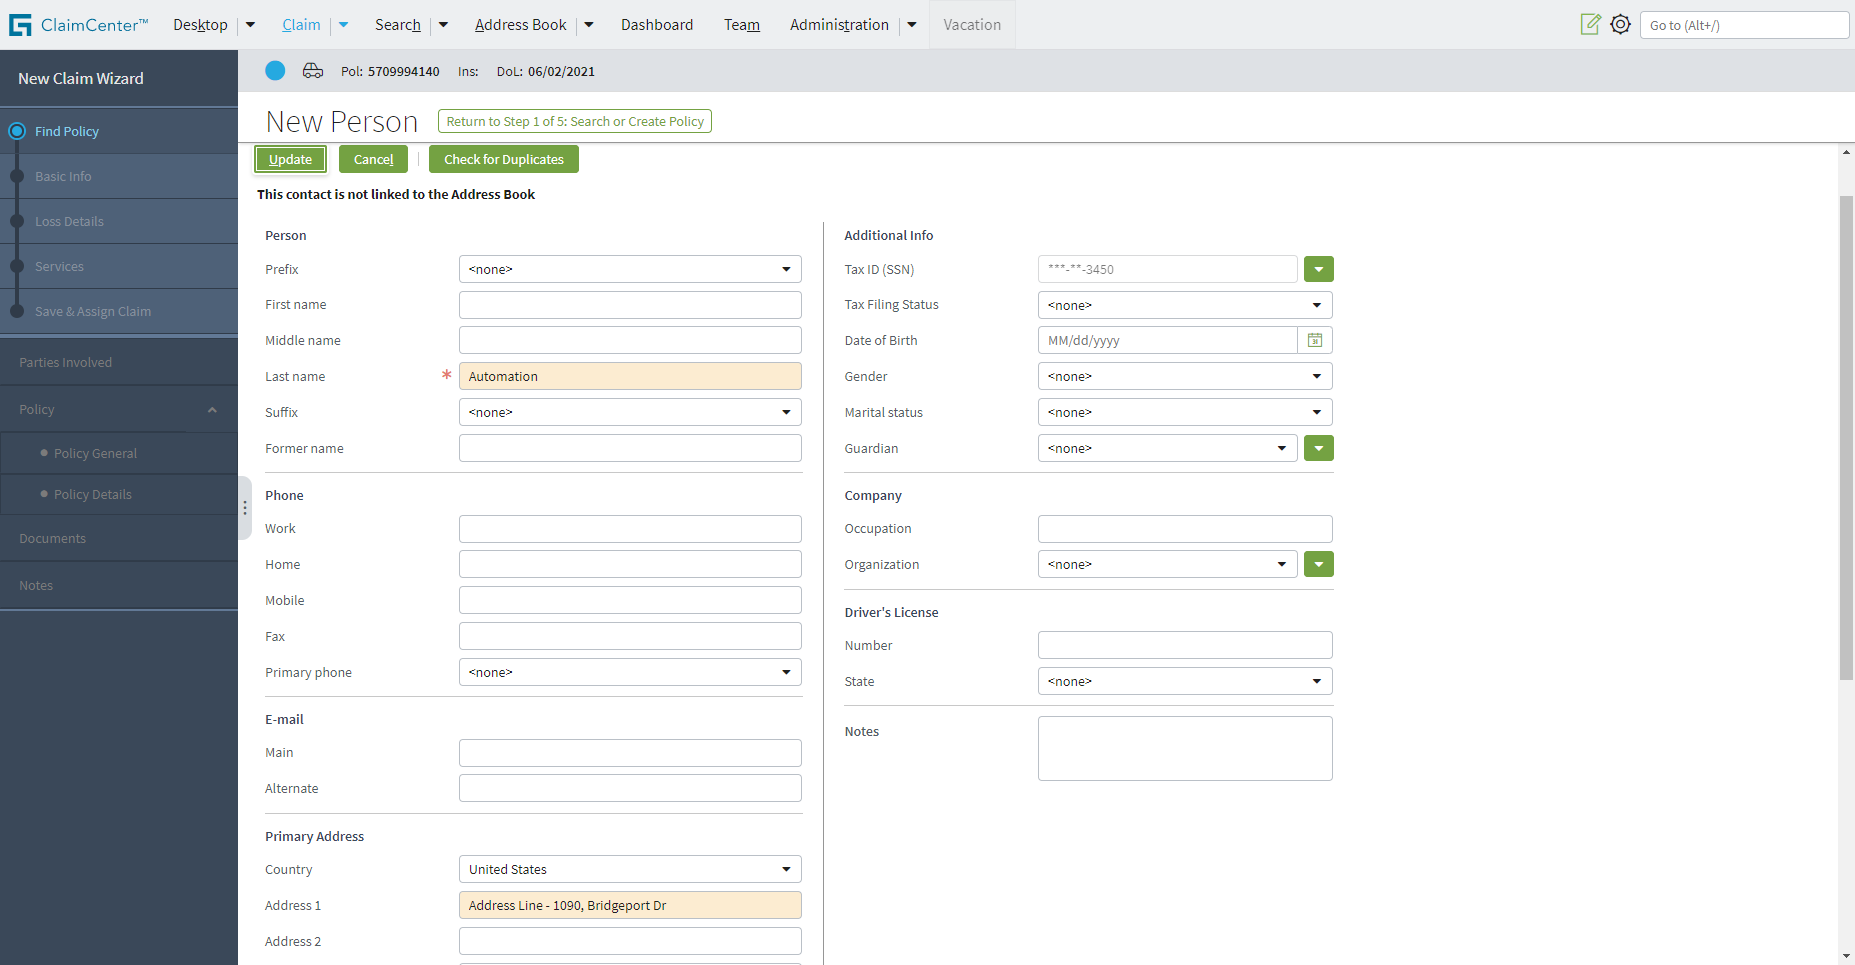 ClaimCenter™ Desktop Claim Search Address Book Dashboard Team Administration Vacation Go to (Alt+/)
New Claim Wizard
Find Policy
Basic Info
Loss Details
Services
Save & Assign Claim
Parties Involved
Policy
Policy General
Policy Details
Documents
Notes
Pol: 5709994140 Ins: DoL: 06/02/2021
New Person Return to Step 1 of 5: Search or Create Policy
Update Cancel Check for Duplicates
This contact is not linked to the Address Book
Person
Prefix <none>
First name
Middle name
Last name * Automation
Suffix <none>
Former name
Phone
Work
Home
Mobile
Fax
Primary phone <none>
E-mail
Main
Alternate
Primary Address
Country United States
Address 1 Address Line - 1090, Bridgeport Dr
Address 2
Additional Info
Tax ID (SSN) ***-**-3450
Tax Filing Status <none>
Date of Birth MM/dd/yyyy
Gender <none>
Marital status <none>
Guardian <none>
Company
Occupation
Organization <none>
Driver's License
Number
State <none>
Notes